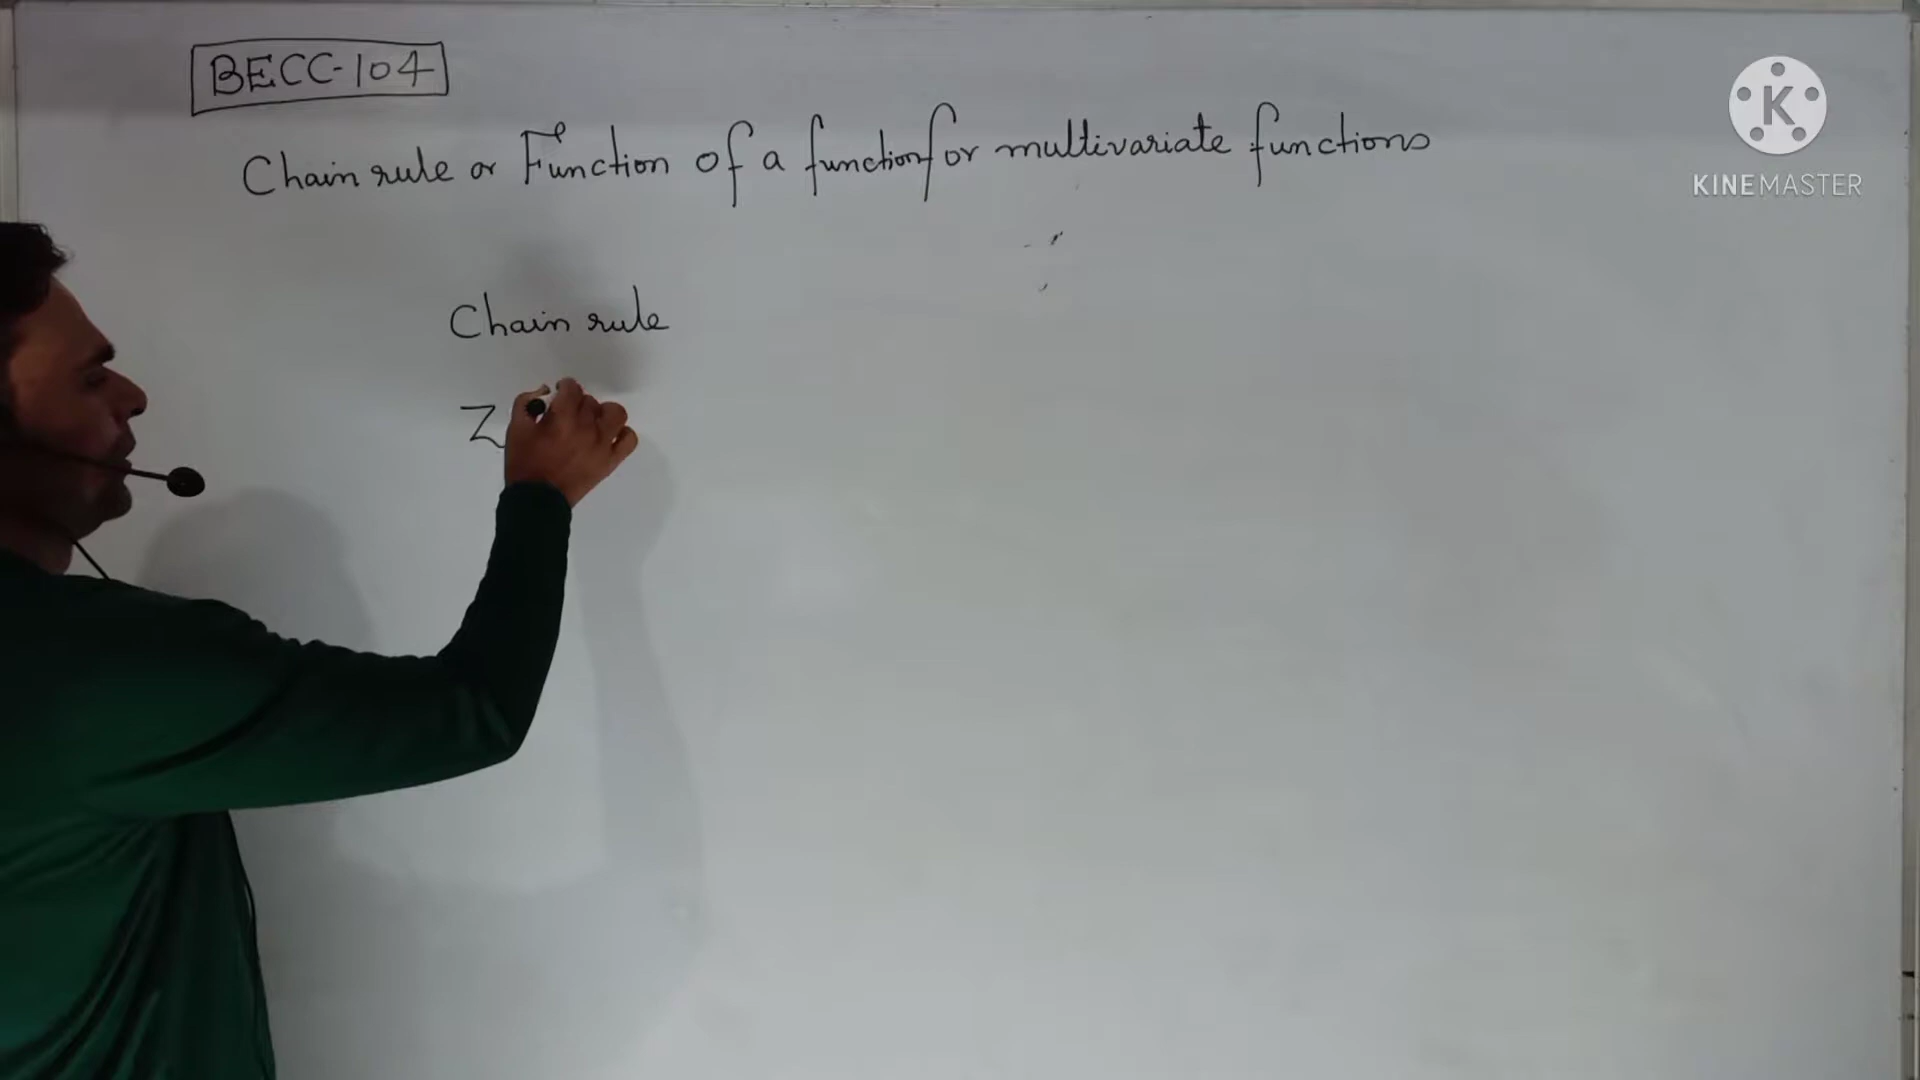 BECC-104
K
KINEMASTER
Chain rule or Function of a function for multivariate functions
Chain rule
Z